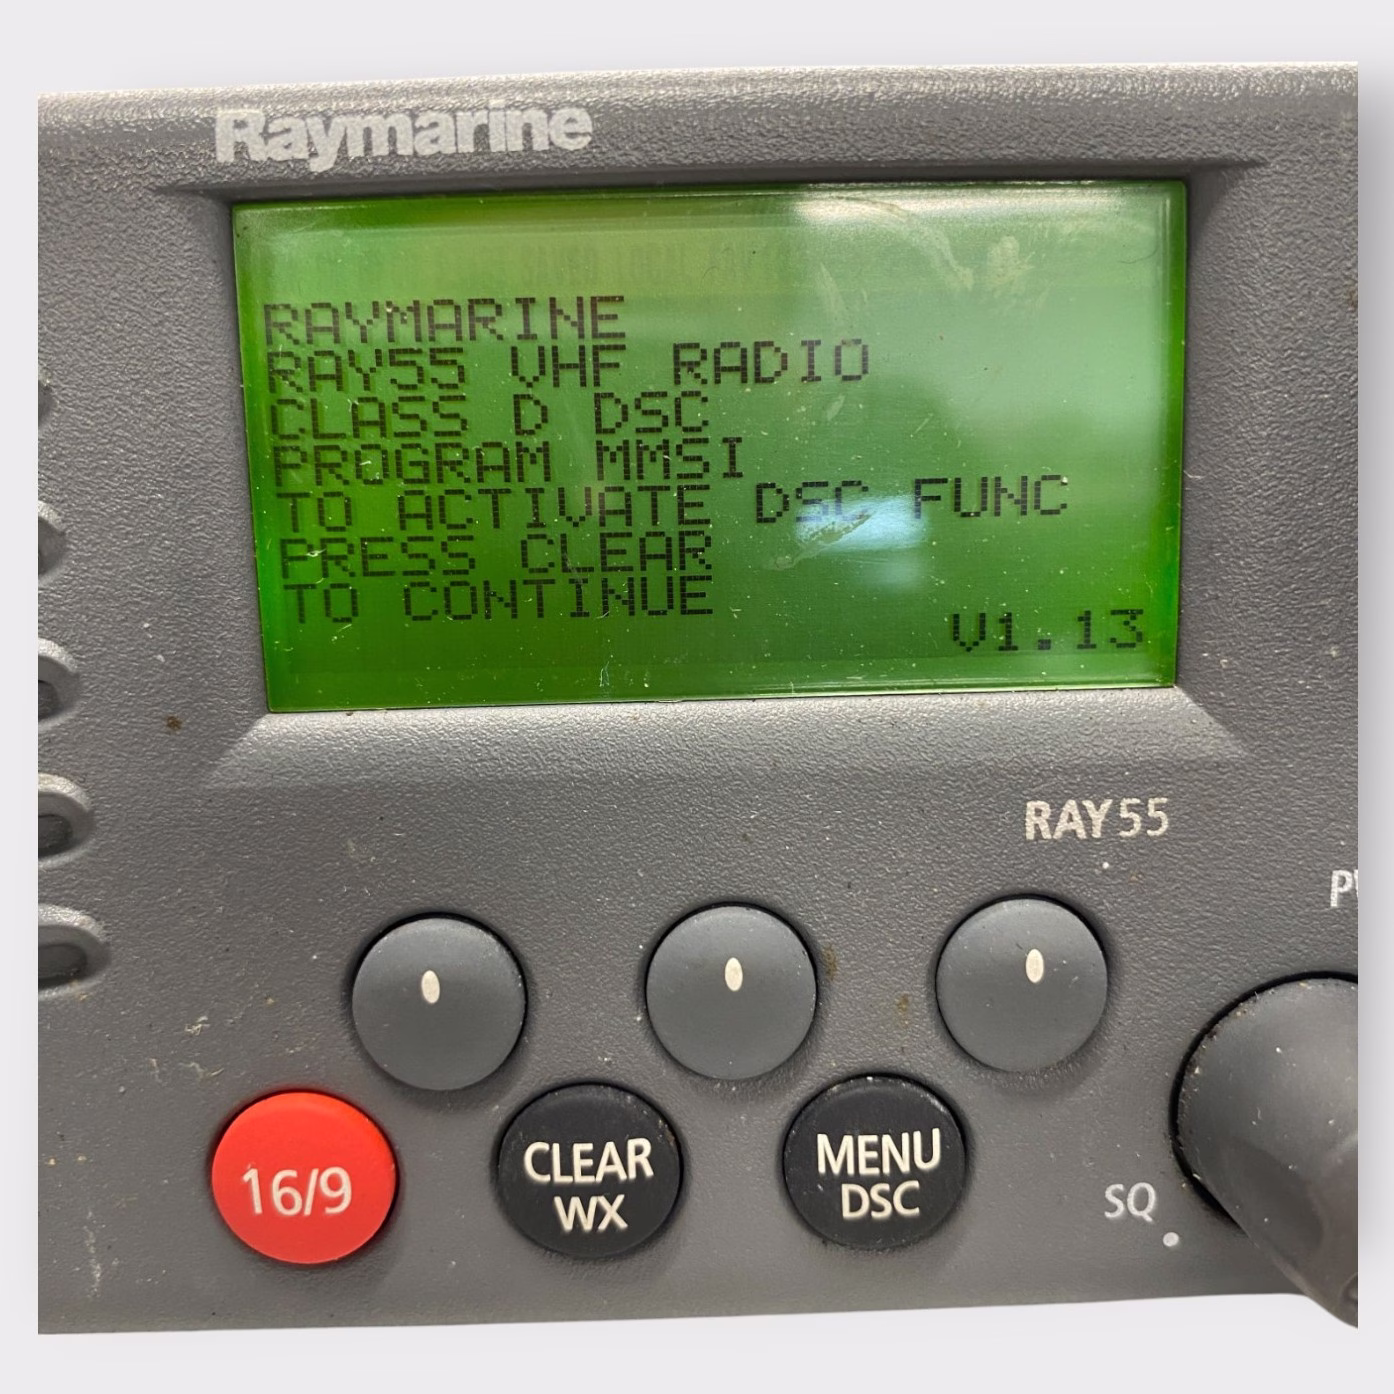 Raymarine
RAYMARINE
RAY55 VHF RADIO
CLASS D DSC
PROGRAM MMSI
TO ACTIVATE DSC FUNC
PRESS CLEAR
TO CONTINUE
V1.13
RAY55
16/9
CLEAR
WX
MENU
DSC
SQ